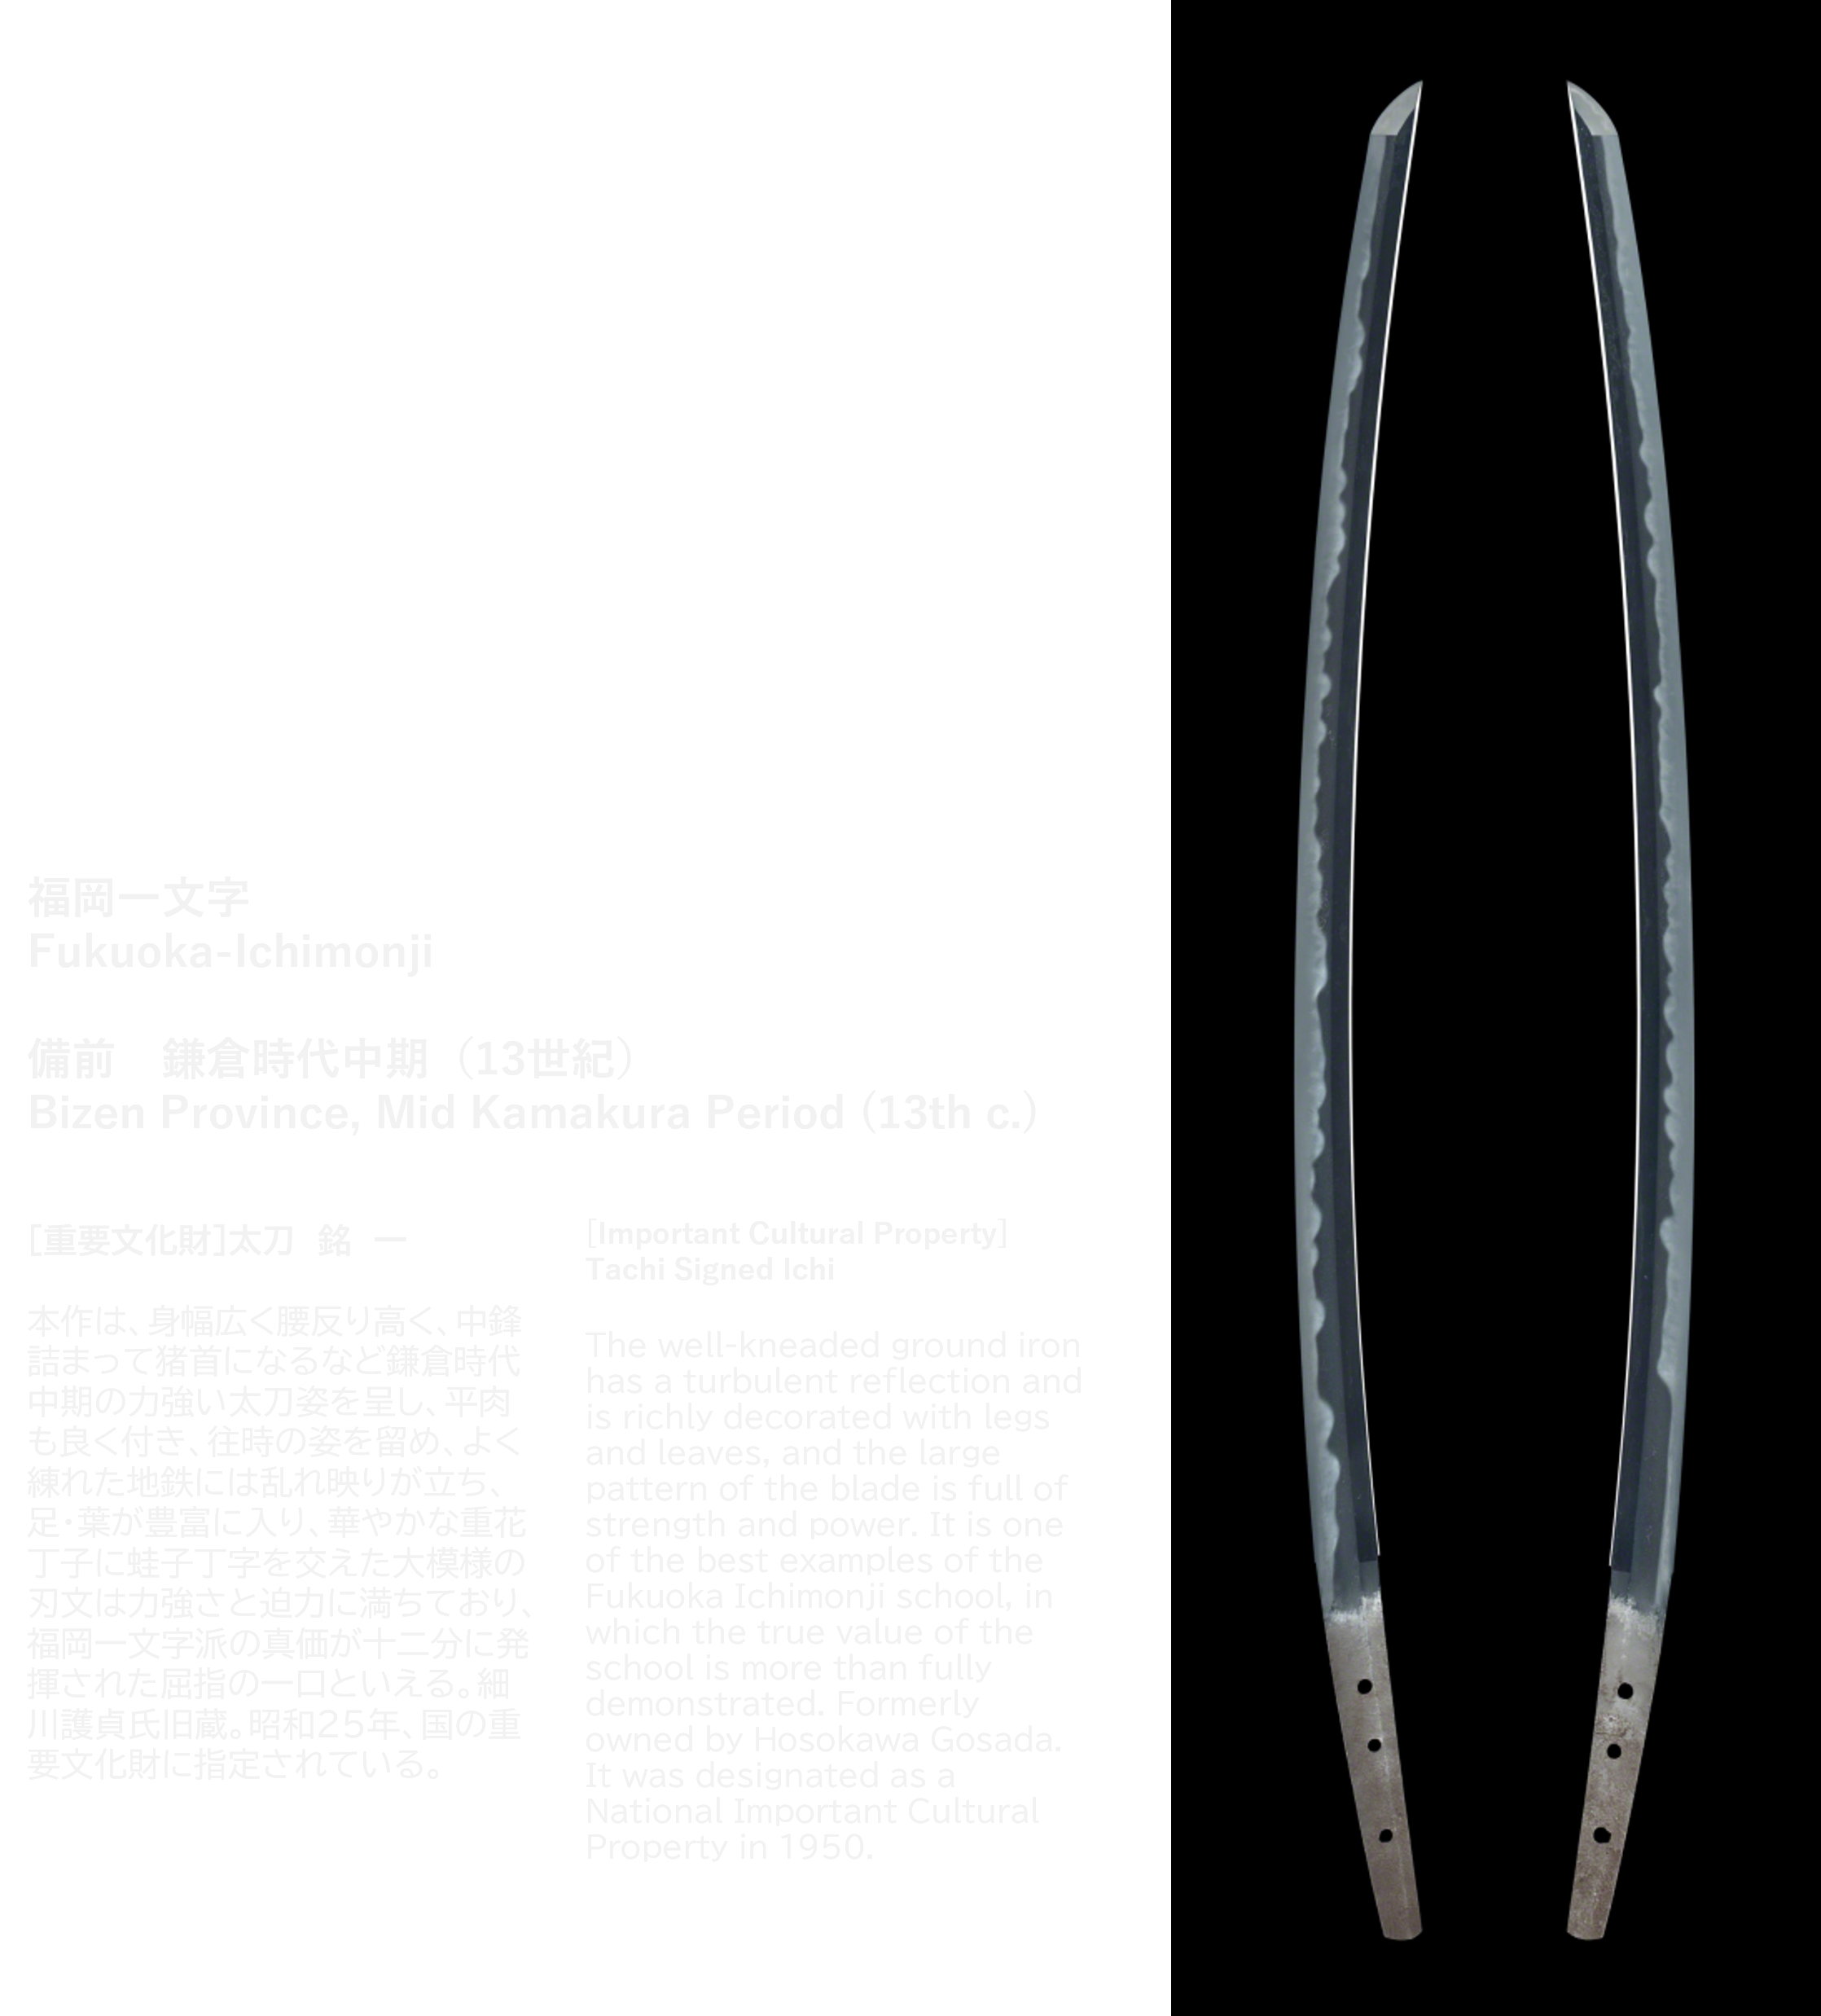 福岡一文字
Fukuoka-Ichimonji
備前　鎌倉時代中期（13世紀）
Bizen Province, Mid Kamakura Period (13th c.)
[重要文化財]太刀　銘　一
本作は、身幅広く腰反り高く、中鋒
詰まって猪首になるなど鎌倉時代
中期の力強い太刀姿を呈し、平肉
も良く付き、往時の姿を留め、よく
練れた地鉄には乱れ映りが立ち、
足・葉が豊富に入り、華やかな重花
丁子に蛙子丁字を交えた大模様の
刃文は力強さと迫力に満ちており、
福岡一文字派の真価が十二分に発
揮された屈指の一口といえる。細
川護貞氏旧蔵。昭和25年、国の重
要文化財に指定されている。
[Important Cultural Property]
Tachi Signed Ichi
The well-kneaded ground iron
has a turbulent reflection and
is richly decorated with legs
and leaves, and the large
pattern of the blade is full of
strength and power. It is one
of the best examples of the
Fukuoka Ichimonji school, in
which the true value of the
school is more than fully
demonstrated. Formerly
owned by Hosokawa Gosada.
It was designated as a
National Important Cultural
Property in 1950.